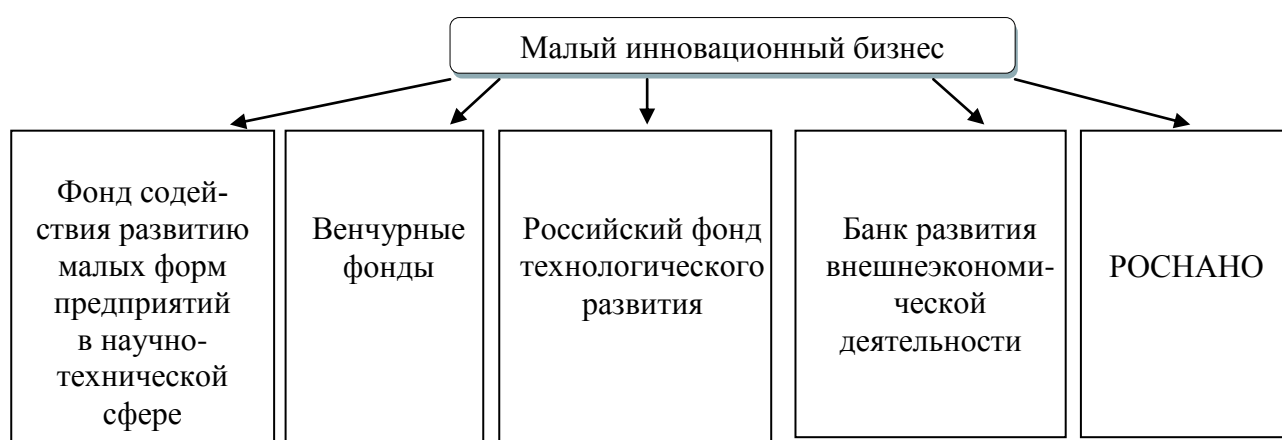 Малый инновационный бизнес
Фонд содей-
ствия развитию
малых форм
предприятий
в научно-
технической
сфере
Венчурные
фонды
Российский фонд
технологического
развития
Банк развития
внешнеэкономи-
ческой
деятельности
РОСНАНО